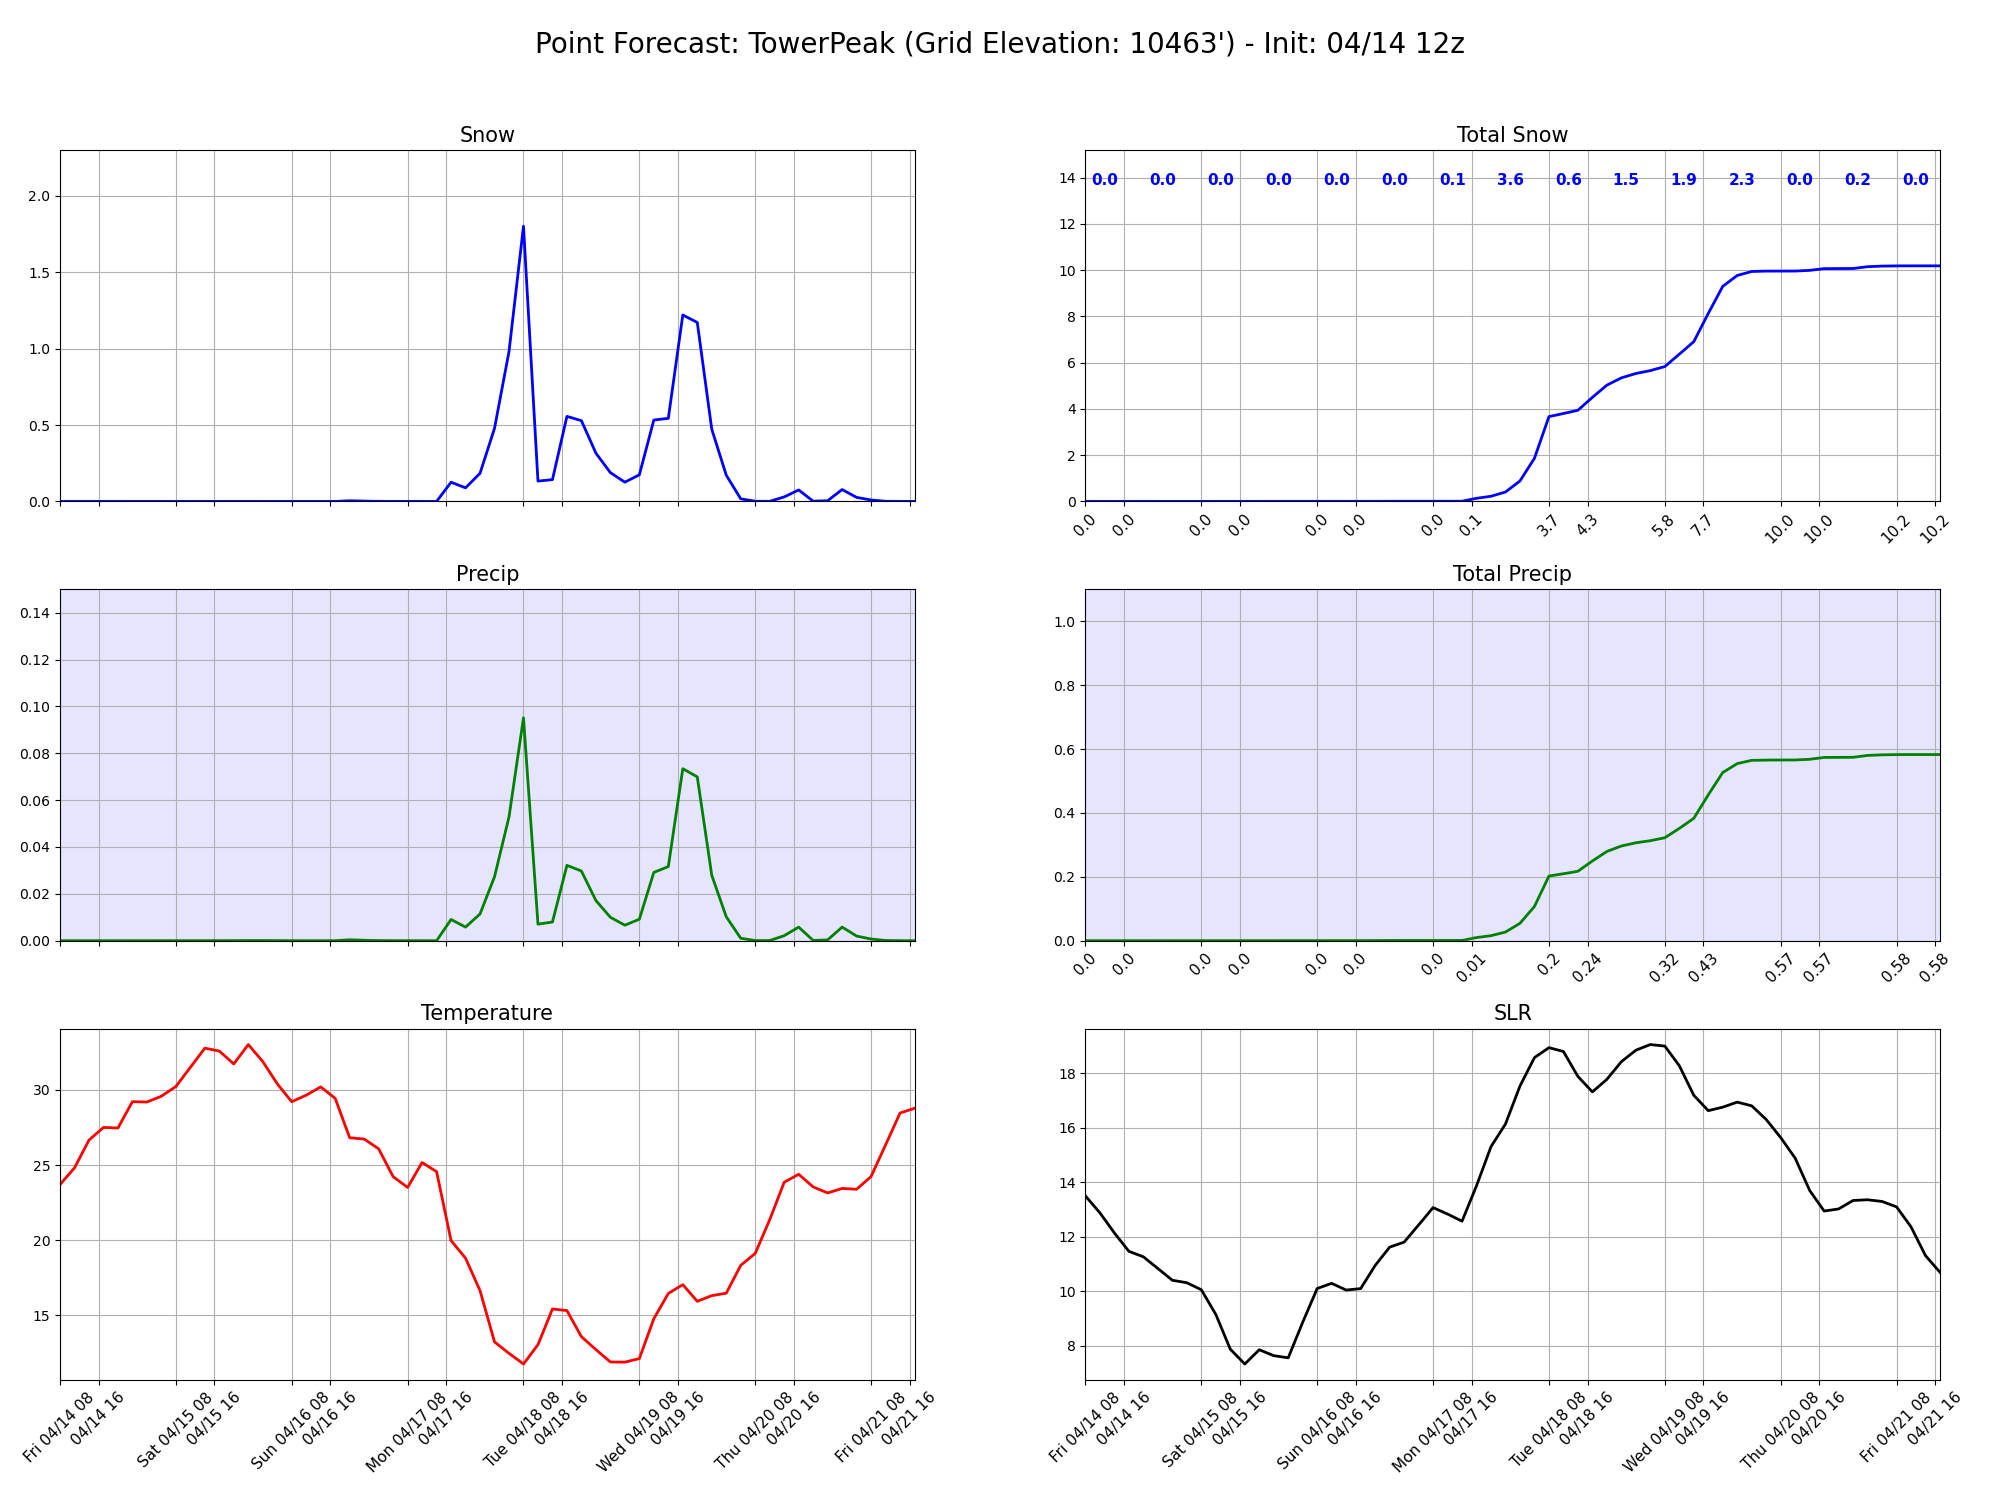 Point Forecast: TowerPeak (Grid Elevation: 10463') - Init: 04/14 12z
Snow
2.0
1.5
1.0
0.5
0.0
Total Snow
0.0 0.0 0.0 0.0 0.0 0.0 0.1 3.6 0.6 1.5 1.9 2.3 0.0 0.2 0.0
14
12
10
8
6
4
2
0
0.0 0.0 0.0 0.0 0.0 0.0 0.0 0.1 3.7 4.3 5.8 7.7 10.0 10.0 10.2 10.2
Precip
0.14
0.12
0.10
0.08
0.06
0.04
0.02
0.00
Total Precip
1.0
0.8
0.6
0.4
0.2
0.0
0.0 0.0 0.0 0.0 0.0 0.0 0.0 0.01 0.2 0.24 0.32 0.43 0.57 0.57 0.58 0.58
Temperature
30
25
20
15
Fri 04/14 08
04/14 16
Sat 04/15 08
04/15 16
Sun 04/16 08
04/16 16
Mon 04/17 08
04/17 16
Tue 04/18 08
04/18 16
Wed 04/19 08
04/19 16
Thu 04/20 08
04/20 16
Fri 04/21 08
04/21 16
SLR
18
16
14
12
10
8
Fri 04/14 08
04/14 16
Sat 04/15 08
04/15 16
Sun 04/16 08
04/16 16
Mon 04/17 08
04/17 16
Tue 04/18 08
04/18 16
Wed 04/19 08
04/19 16
Thu 04/20 08
04/20 16
Fri 04/21 08
04/21 16